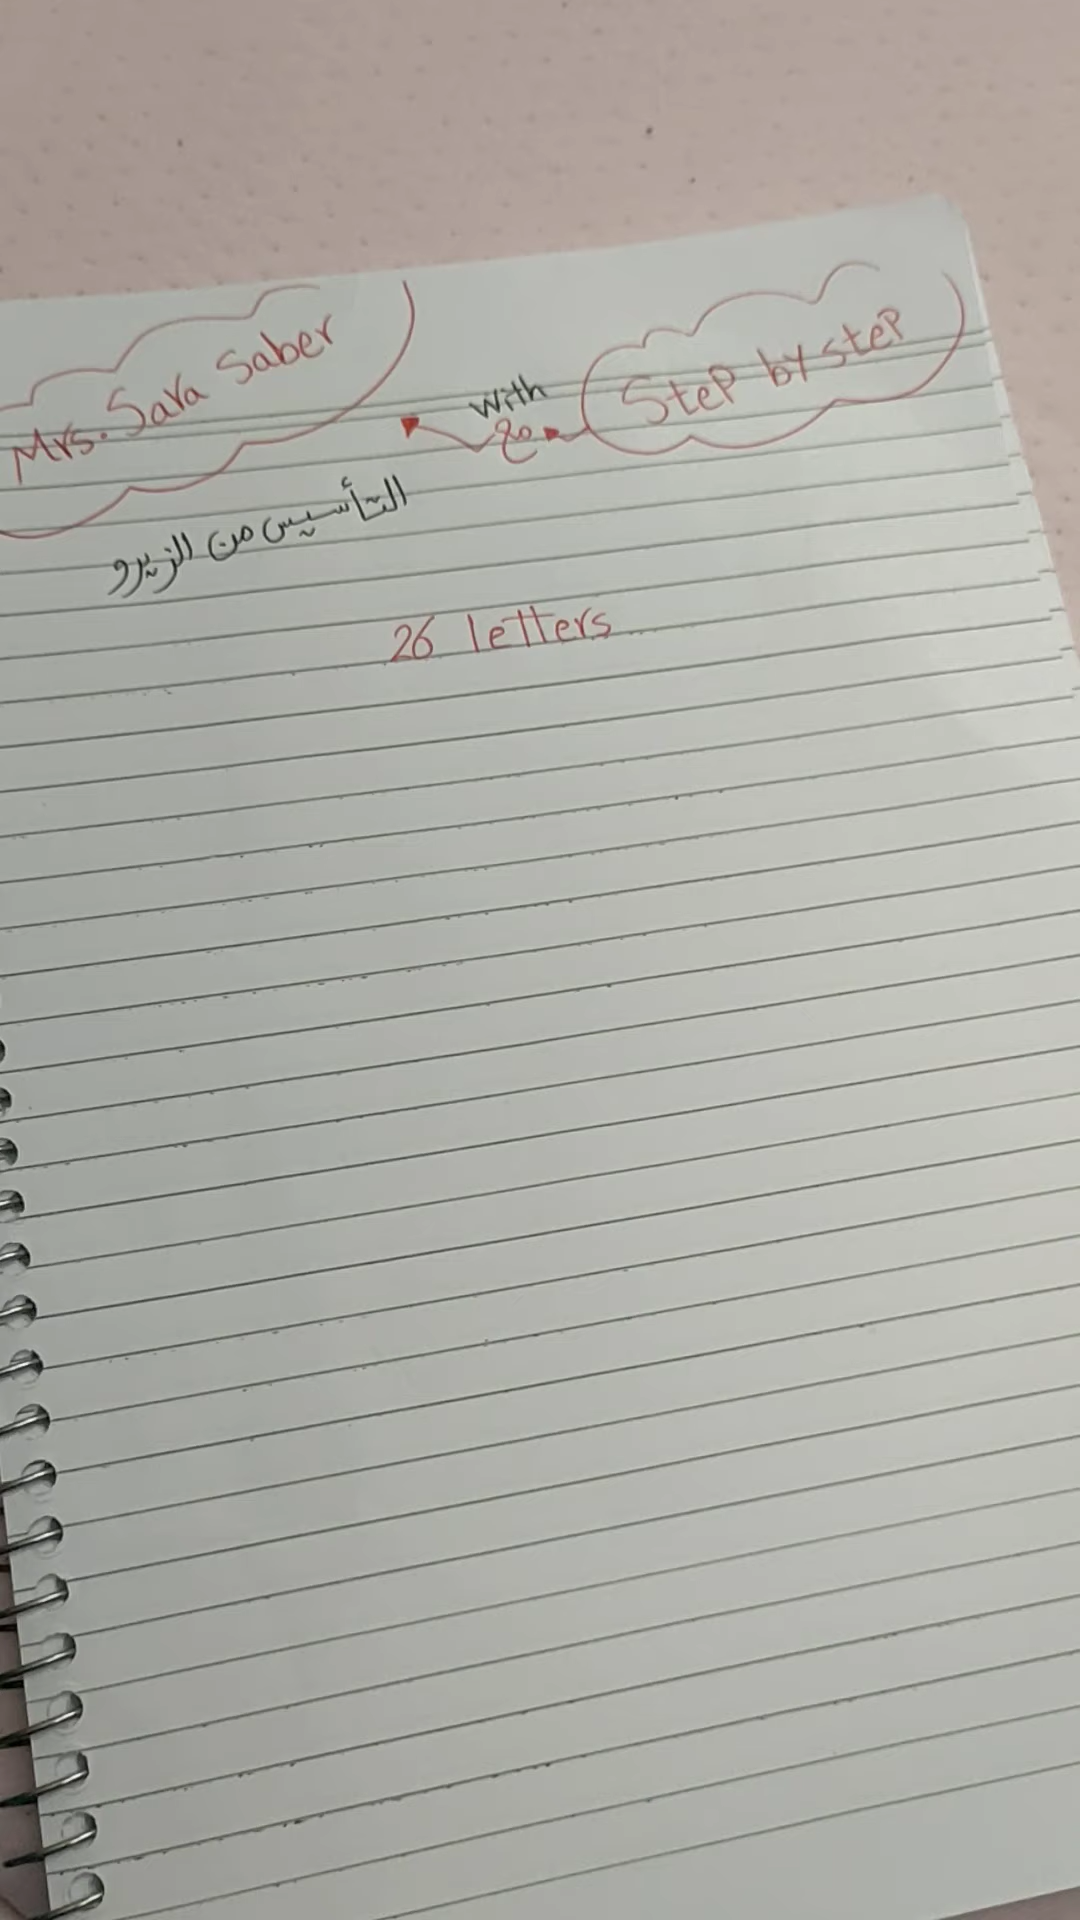 Mrs. Sara Saber
with
مع
Step by step
التأسيس من الزيرو
26 letters